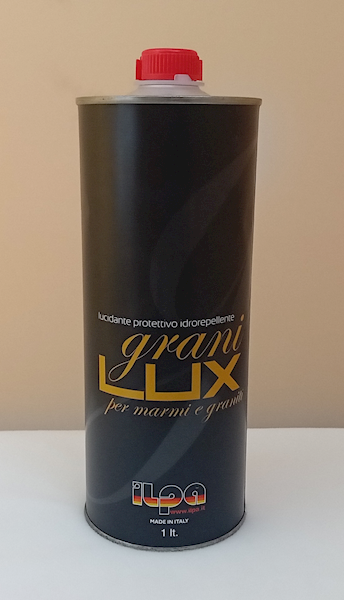 lucidante protettivo idrorepellente
grani
LUX
per marmi e graniti
ilpa
www.ilpa.it
MADE IN ITALY
1 lt.